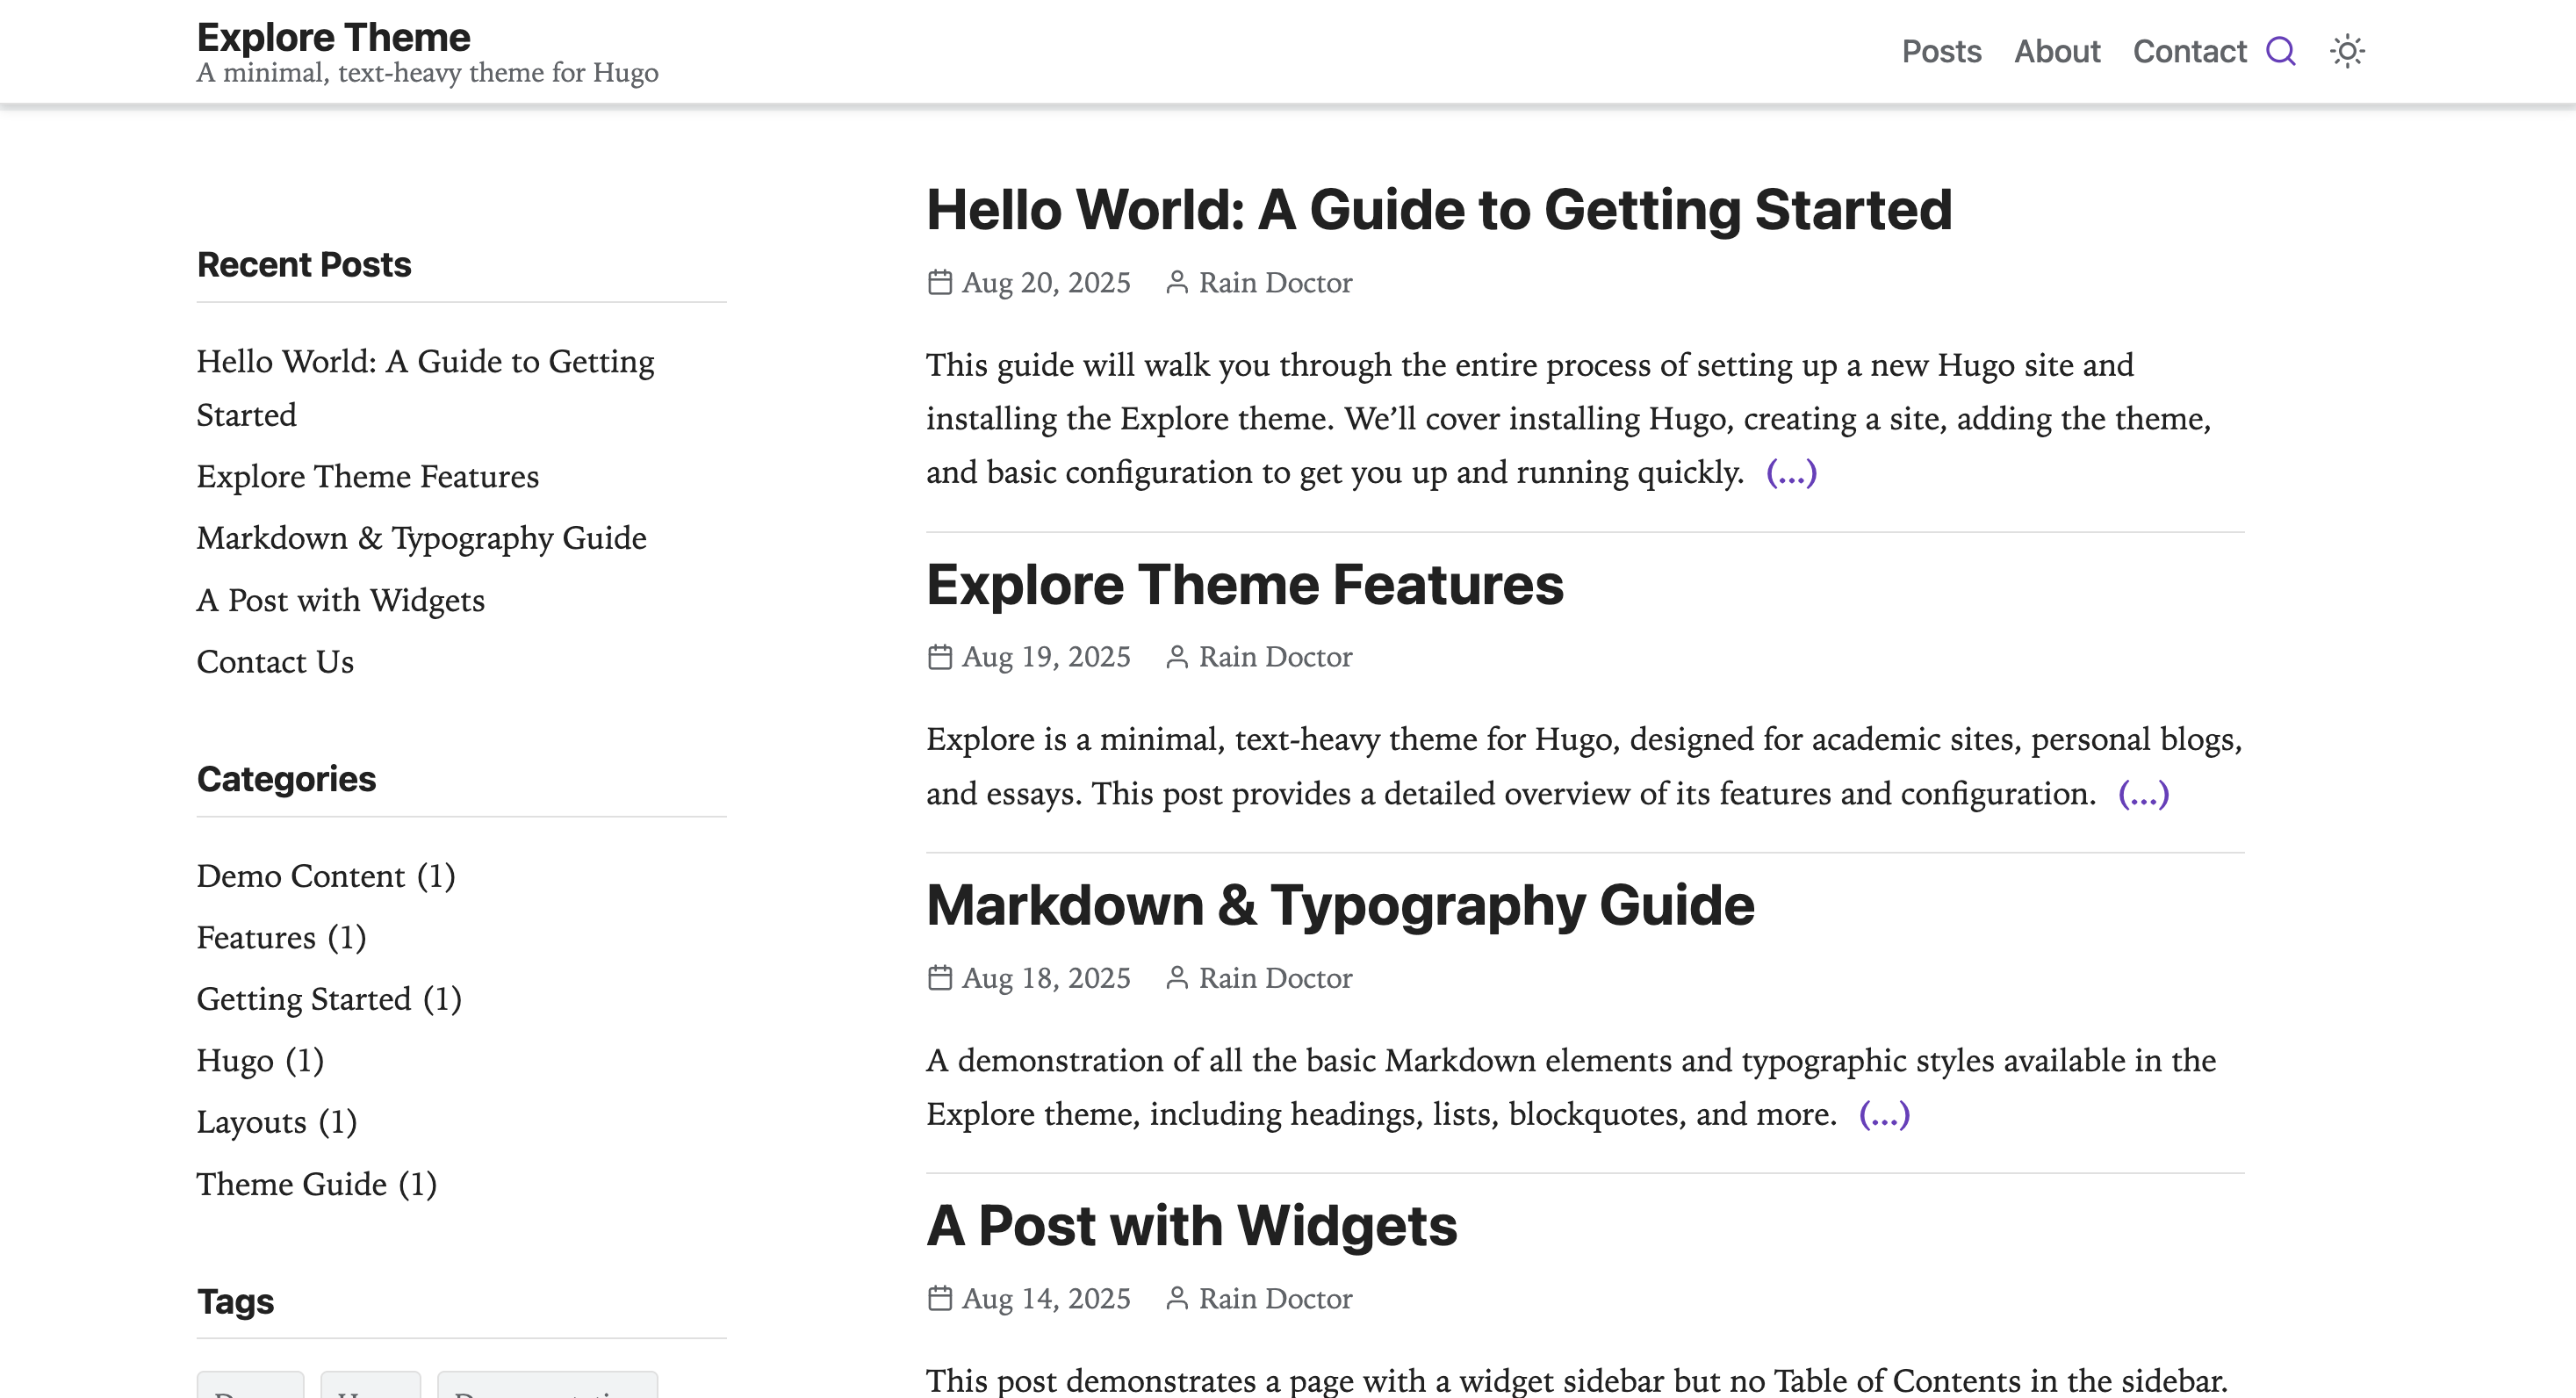 Explore Theme
A minimal, text-heavy theme for Hugo
Posts About Contact
Recent Posts
Hello World: A Guide to Getting
Started
Explore Theme Features
Markdown & Typography Guide
A Post with Widgets
Contact Us
Categories
Demo Content (1)
Features (1)
Getting Started (1)
Hugo (1)
Layouts (1)
Theme Guide (1)
Tags
Hello World: A Guide to Getting Started
Aug 20, 2025 Rain Doctor
This guide will walk you through the entire process of setting up a new Hugo site and
installing the Explore theme. We’ll cover installing Hugo, creating a site, adding the theme,
and basic configuration to get you up and running quickly. (...)
Explore Theme Features
Aug 19, 2025 Rain Doctor
Explore is a minimal, text-heavy theme for Hugo, designed for academic sites, personal blogs,
and essays. This post provides a detailed overview of its features and configuration. (...)
Markdown & Typography Guide
Aug 18, 2025 Rain Doctor
A demonstration of all the basic Markdown elements and typographic styles available in the
Explore theme, including headings, lists, blockquotes, and more. (...)
A Post with Widgets
Aug 14, 2025 Rain Doctor
This post demonstrates a page with a widget sidebar but no Table of Contents in the sidebar.